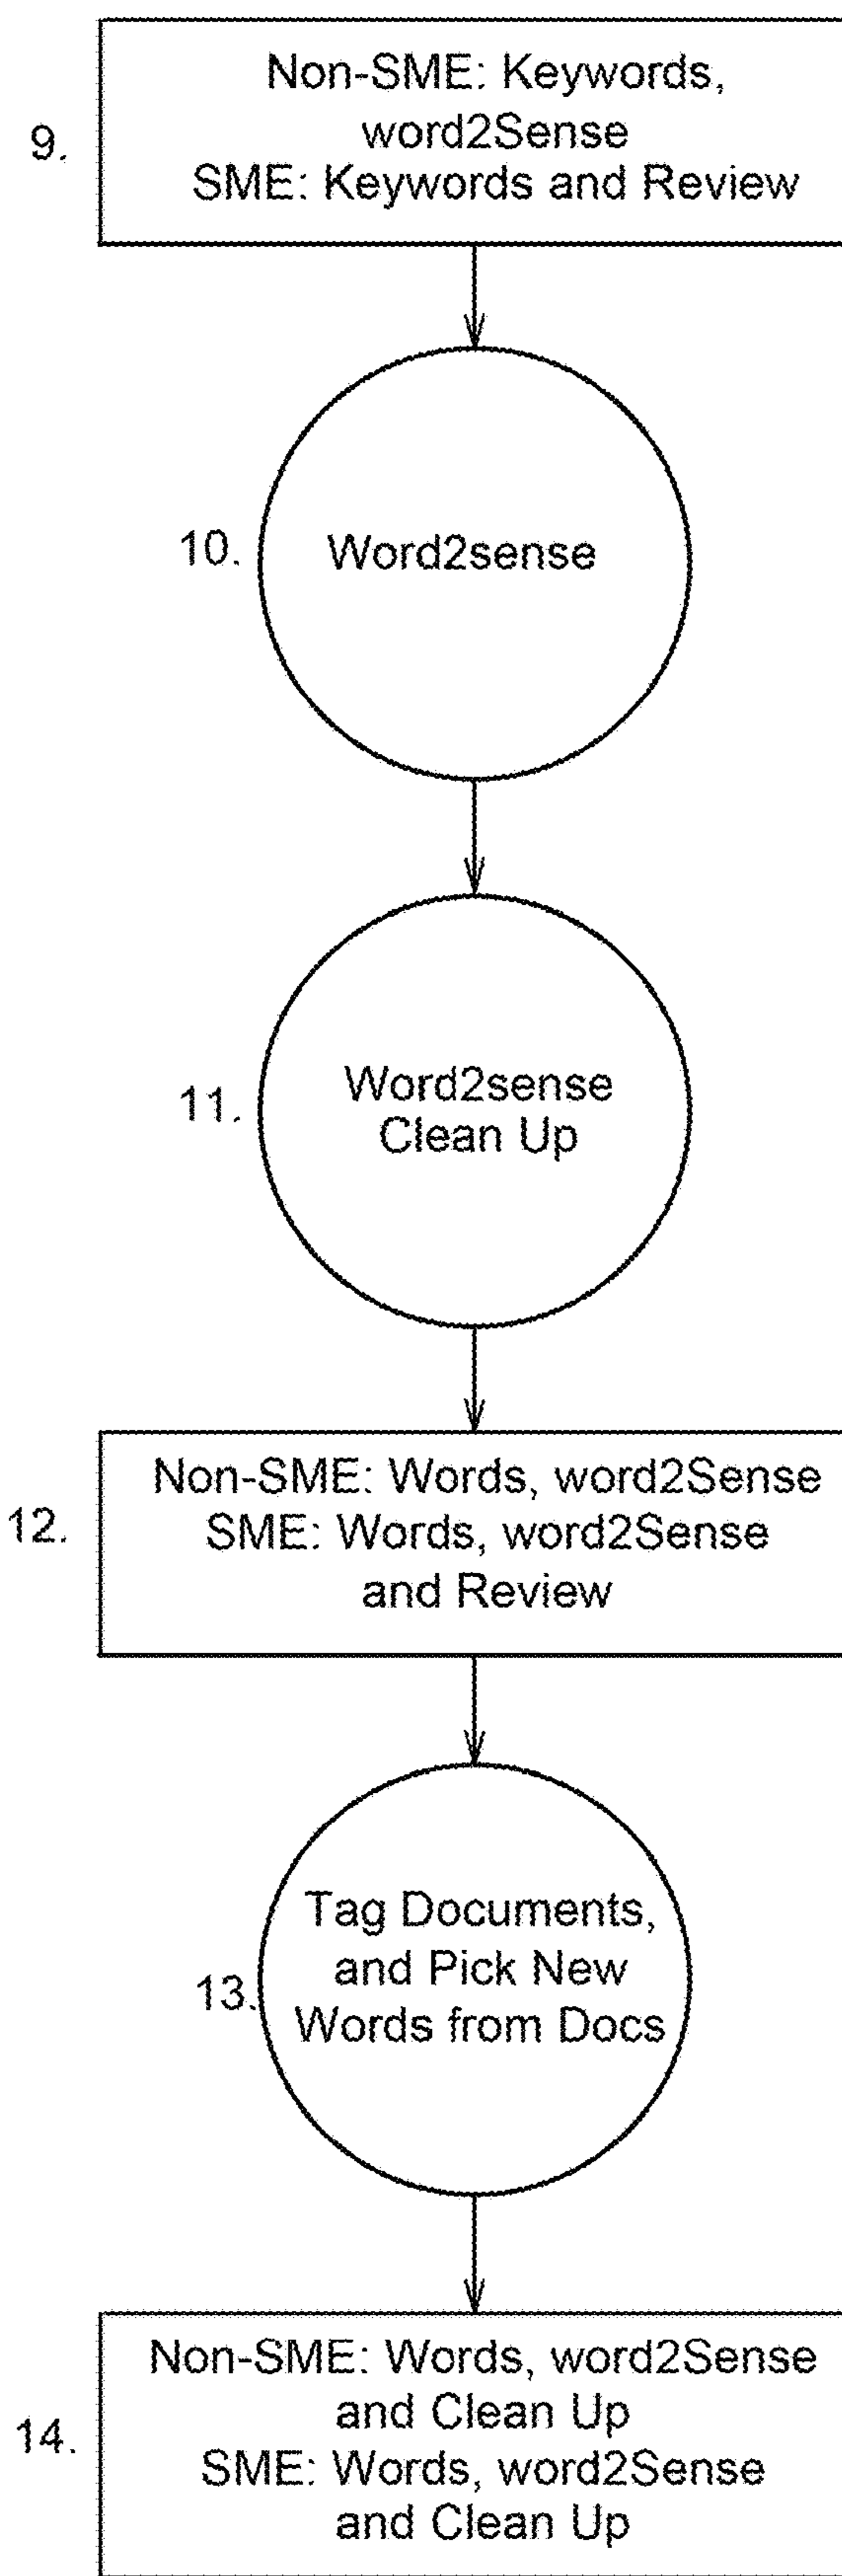 9.
Non-SME: Keywords,
word2Sense
SME: Keywords and Review
10.
Word2sense
11.
Word2sense
Clean Up
12.
Non-SME: Words, word2Sense
SME: Words, word2Sense
and Review
13.
Tag Documents,
and Pick New
Words from Docs
14.
Non-SME: Words, word2Sense
and Clean Up
SME: Words, word2Sense
and Clean Up